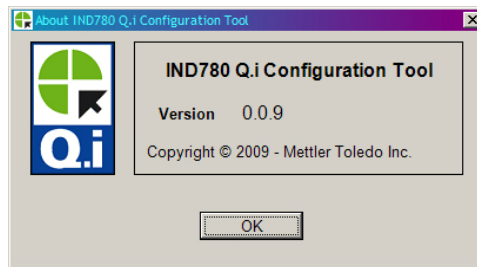 About IND780 Q.i Configuration Tool
IND780 Q.i Configuration Tool
Version 0.0.9
Copyright © 2009 - Mettler Toledo Inc.
Q.i
OK